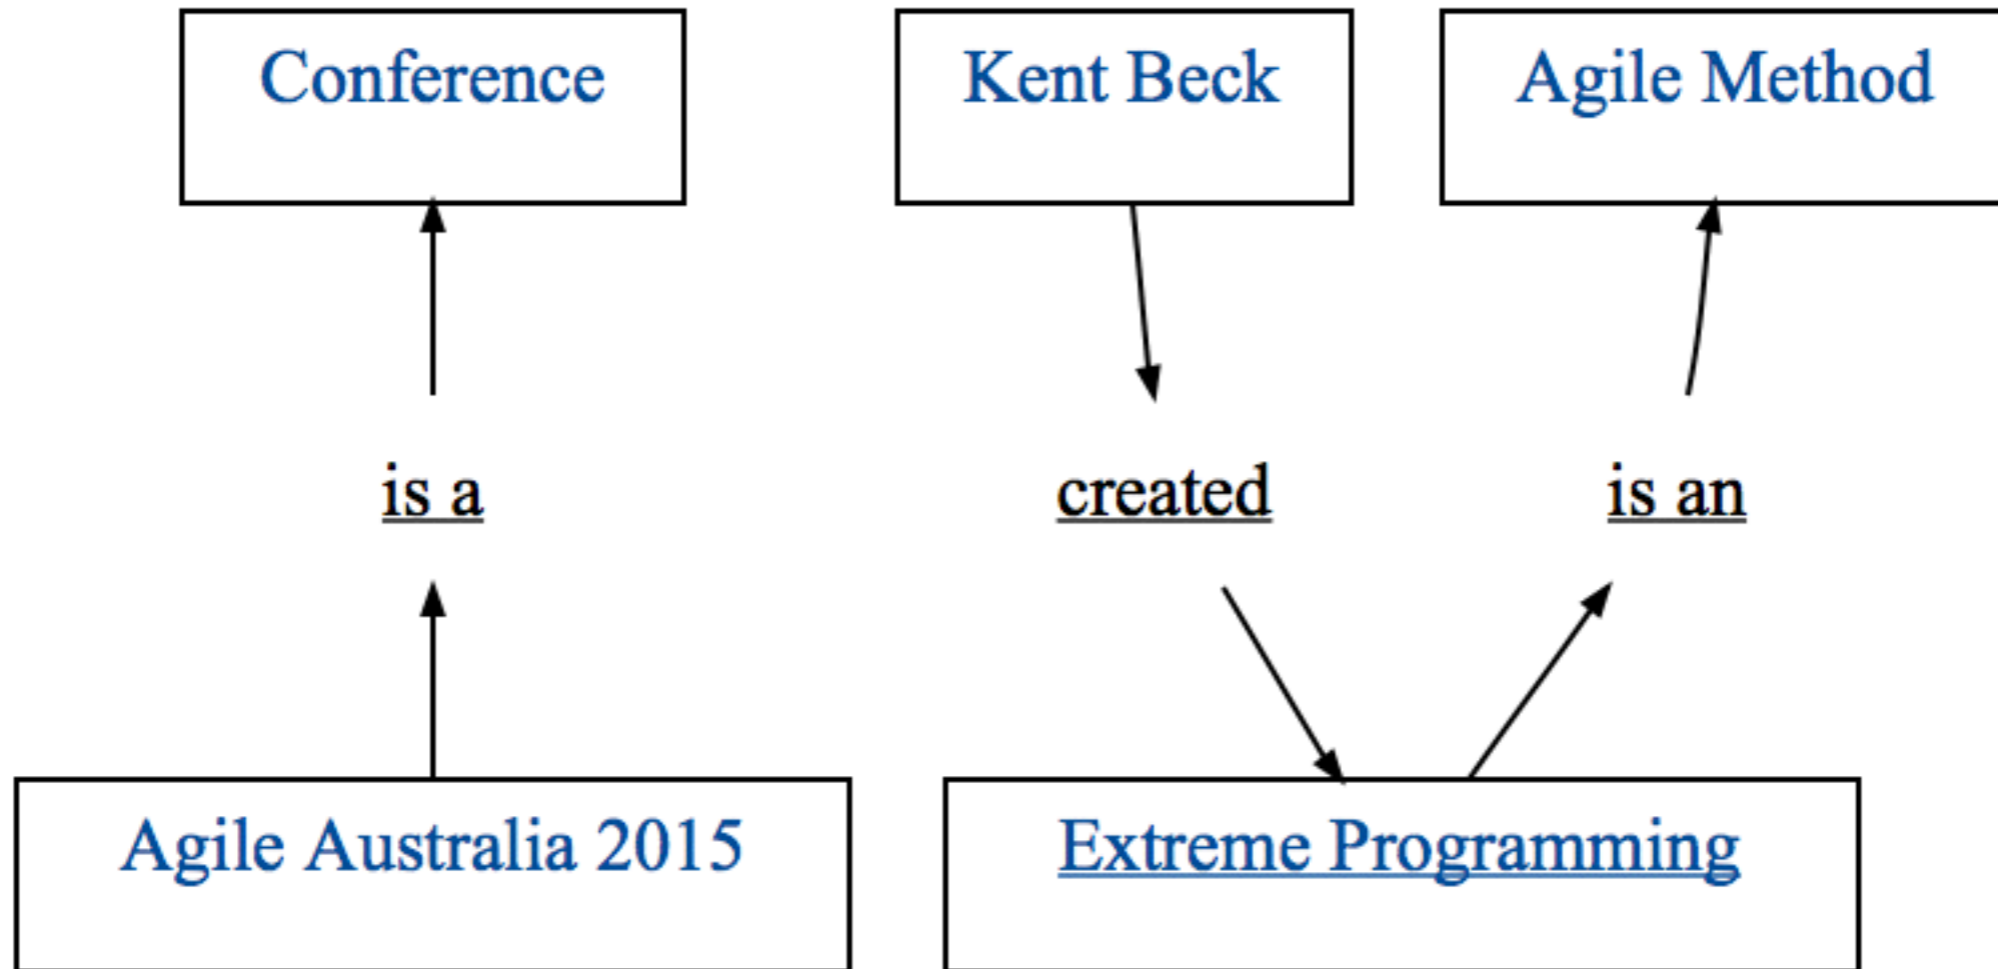 Conference
Kent Beck
Agile Method
is a
created
is an
Agile Australia 2015
Extreme Programming